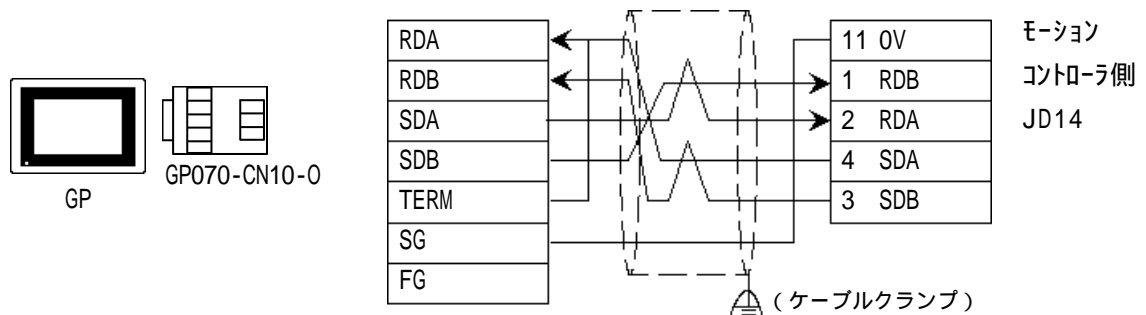 GP
GP070-CN10-O
RDA
RDB
SDA
SDB
TERM
SG
FG
11 0V
1 RDB
2 RDA
4 SDA
3 SDB
モーション
コントローラ側
JD14
(ケーブルクランプ)